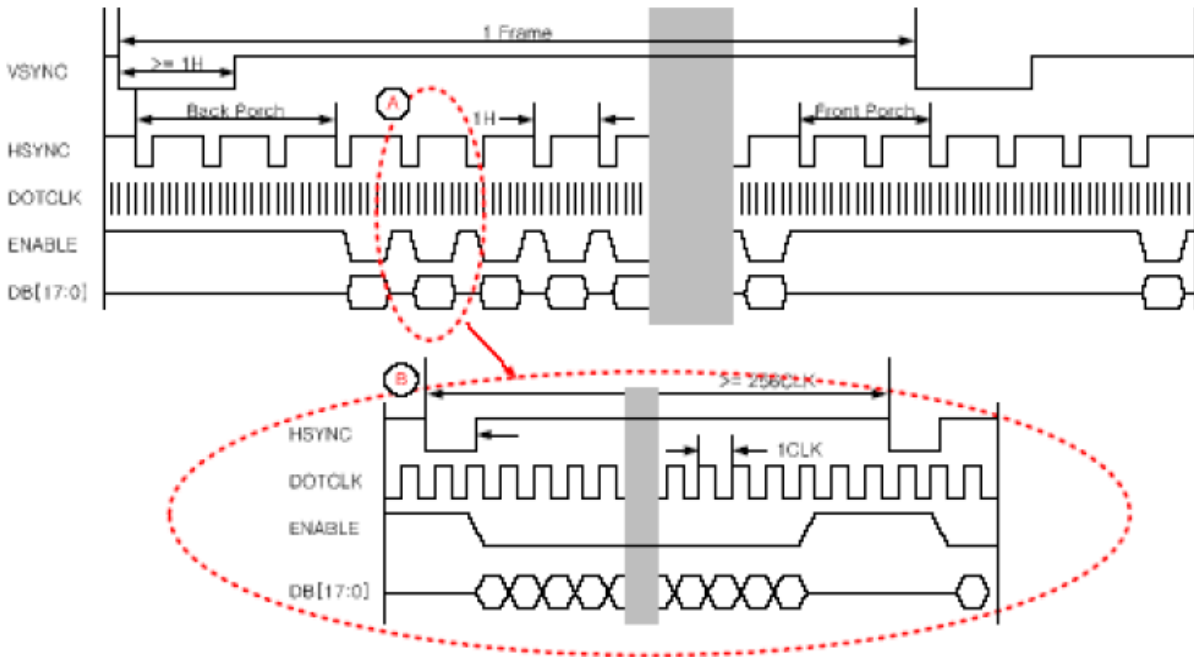 1 Frame
>= 1H
VSYNC
A
Back Porch
1H
Front Porch
HSYNC
DOTCLK
ENABLE
DB[17:0]
B
>= 256CLK
HSYNC
1CLK
DOTCLK
ENABLE
DB[17:0]